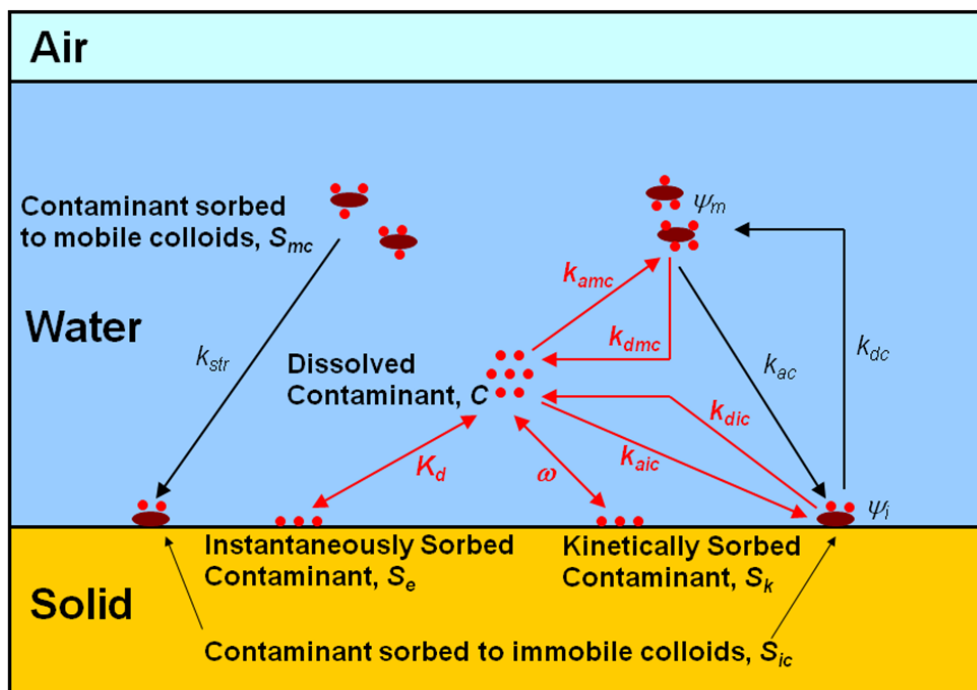 Air
Contaminant sorbed
to mobile colloids, Smc
ψm
kamc
Water
kstr
kdmc
kac
kdc
Dissolved
Contaminant, C
kdic
Kd
ω
kaic
ψi
Instantaneously Sorbed
Contaminant, Se
Kinetically Sorbed
Contaminant, Sk
Solid
Contaminant sorbed to immobile colloids, Sic